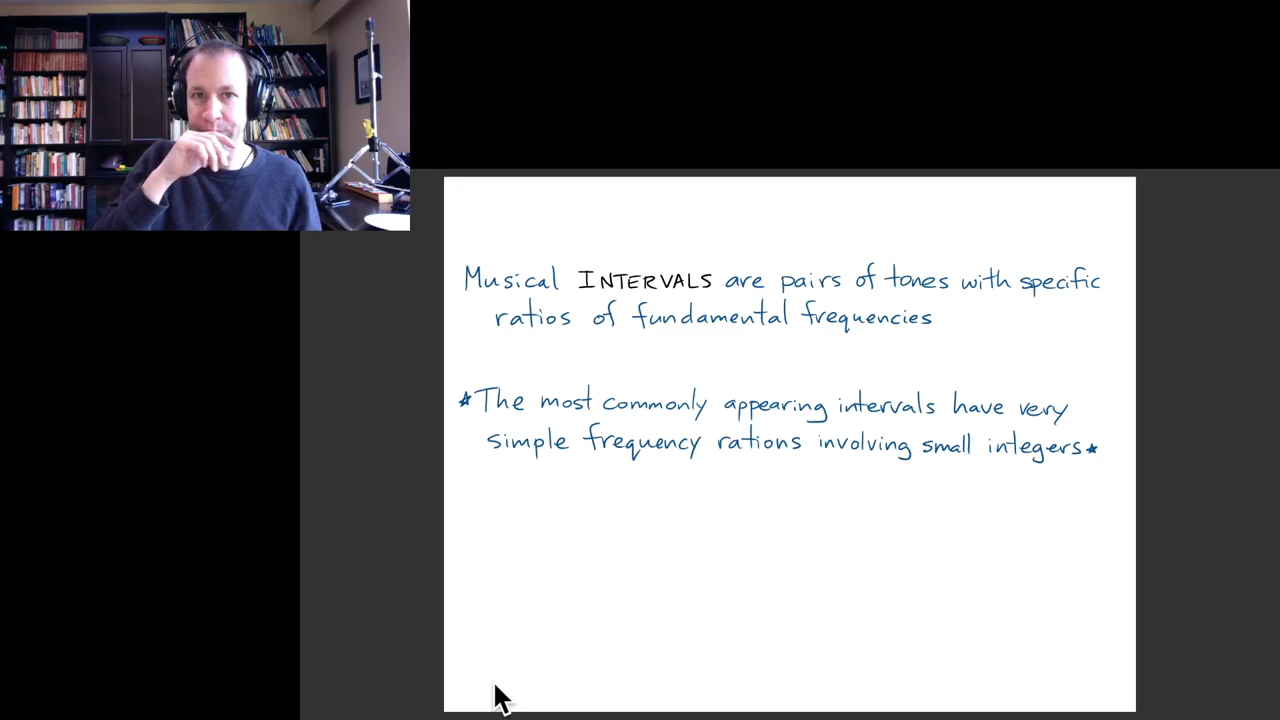 Musical INTERVALS are pairs of tones with specific
ratios of fundamental frequencies
★The most commonly appearing intervals have very
simple frequency rations involving small integers★